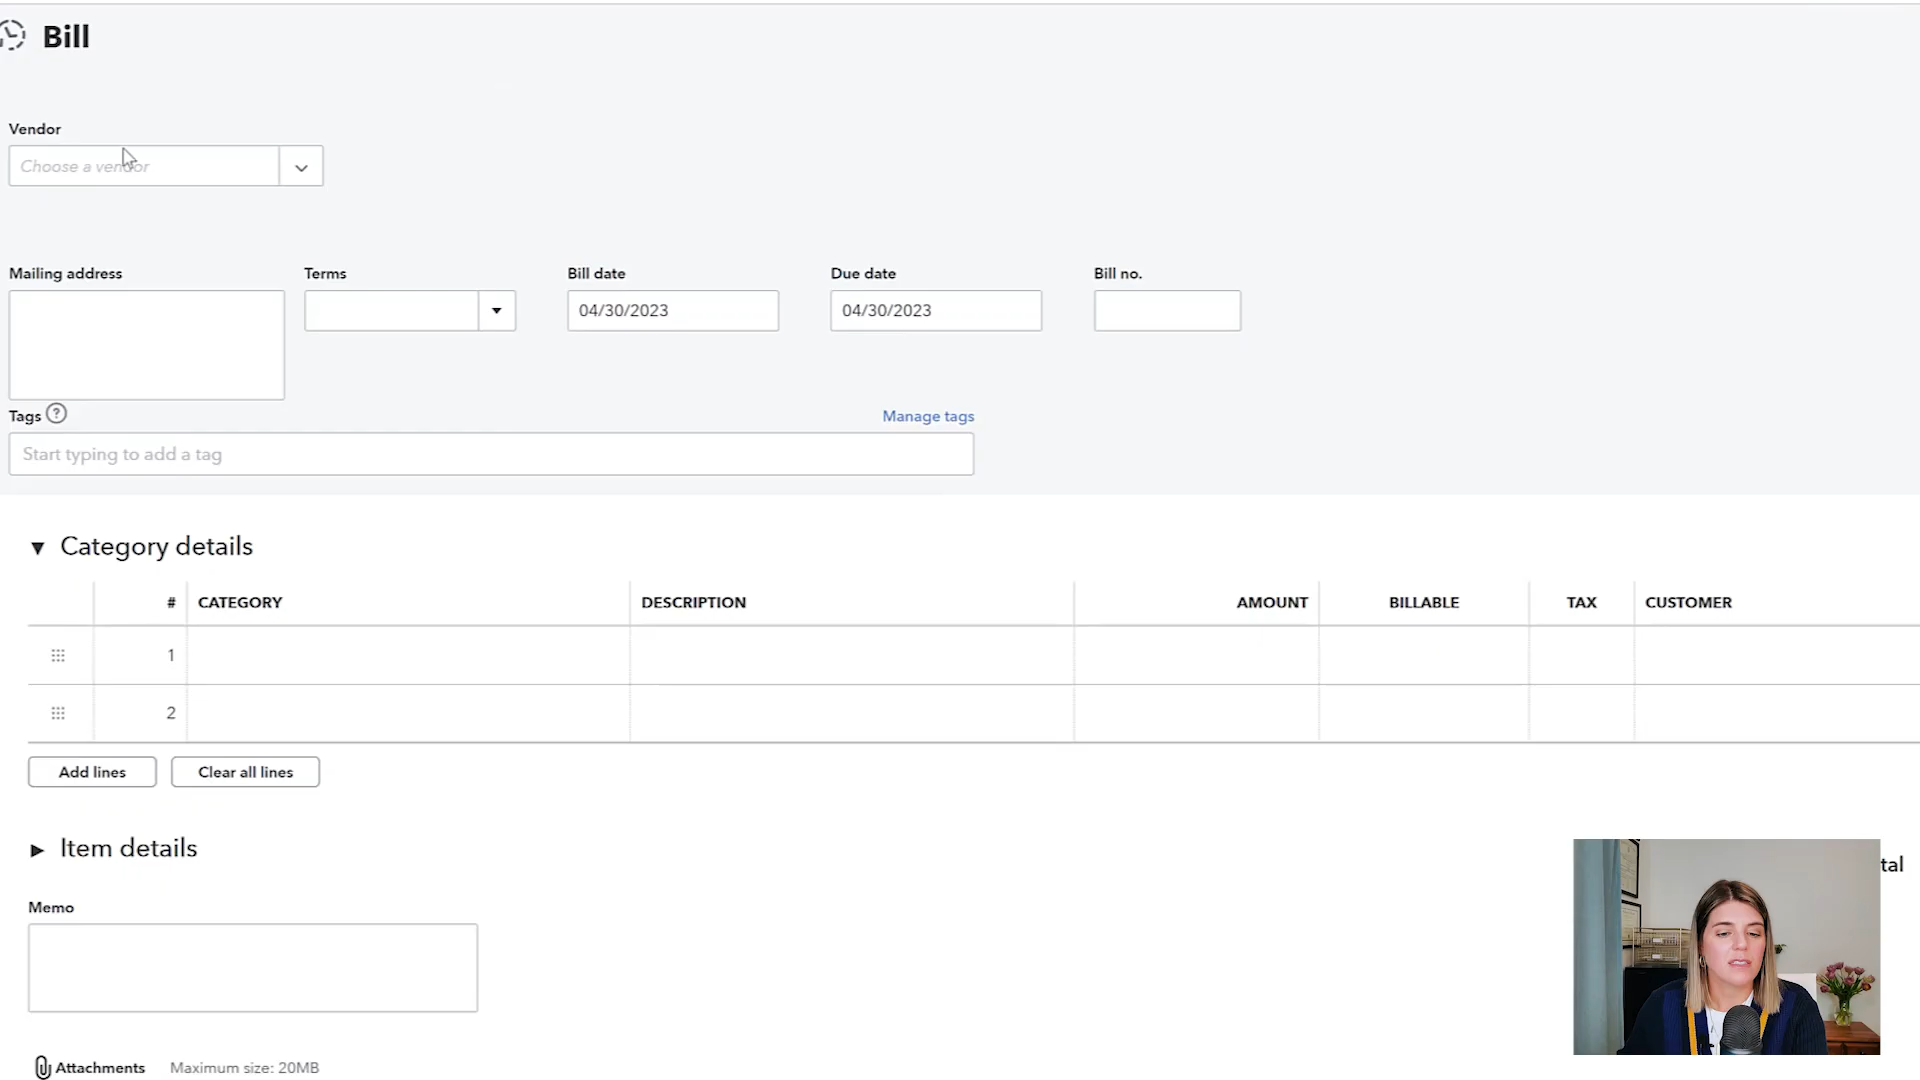 Bill
Vendor
Choose a vendor
Mailing address Terms Bill date Due date Bill no.
04/30/2023 04/30/2023
Tags ? Manage tags
Start typing to add a tag
▼ Category details
# CATEGORY DESCRIPTION AMOUNT BILLABLE TAX CUSTOMER
1
2
Add lines Clear all lines
► Item details
tal
Memo
Attachments Maximum size: 20MB